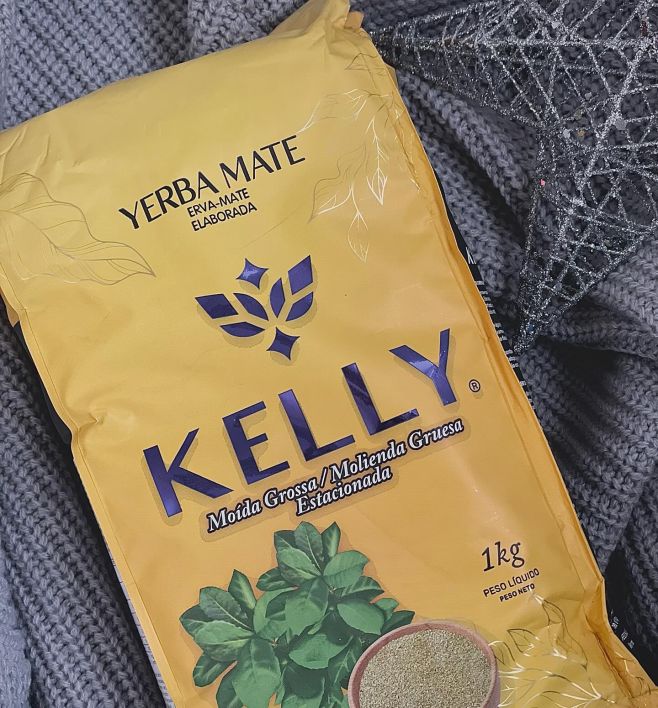 YERBA MATE
ERVA-MATE
ELABORADA
KELLY®
Moída Grossa / Molienda Gruesa
Estacionada
1kg
PESO LÍQUIDO
PESO NETO